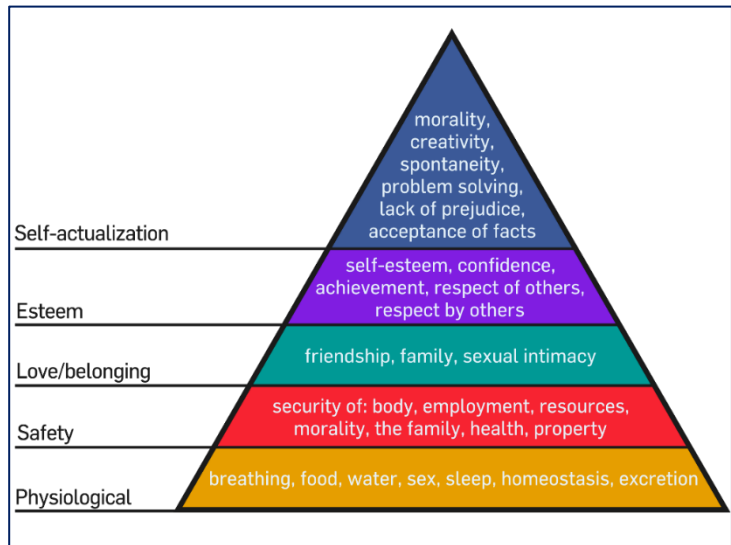 morality,
creativity,
spontaneity,
problem solving,
lack of prejudice,
acceptance of facts
Self-actualization
self-esteem, confidence,
achievement, respect of others,
respect by others
Esteem
friendship, family, sexual intimacy
Love/belonging
security of: body, employment, resources,
morality, the family, health, property
Safety
breathing, food, water, sex, sleep, homeostasis, excretion
Physiological